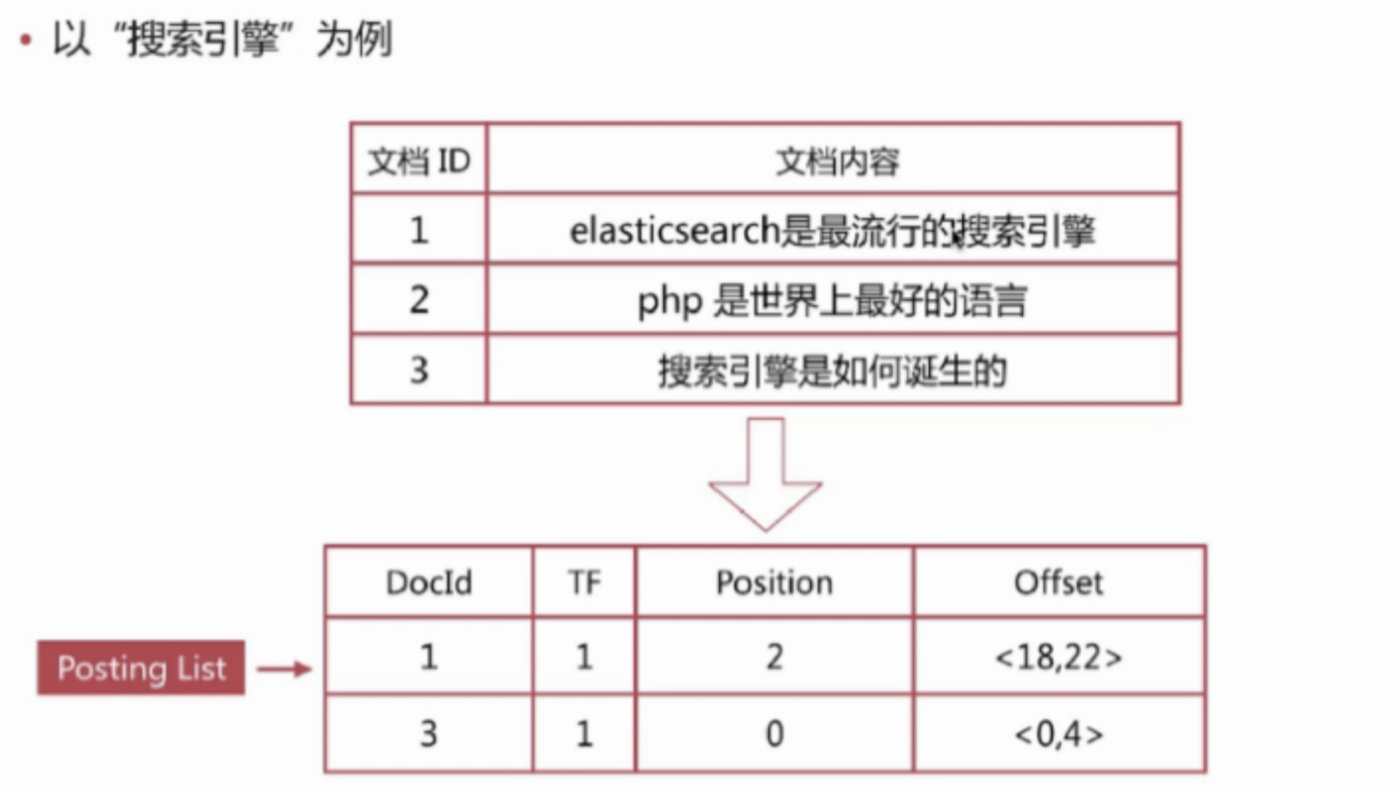 • 以“搜索引擎”为例
文档 ID 文档内容
1 elasticsearch是最流行的搜索引擎
2 php 是世界上最好的语言
3 搜索引擎是如何诞生的
DocId TF Position Offset
Posting List 1 1 2 <18,22>
3 1 0 <0,4>